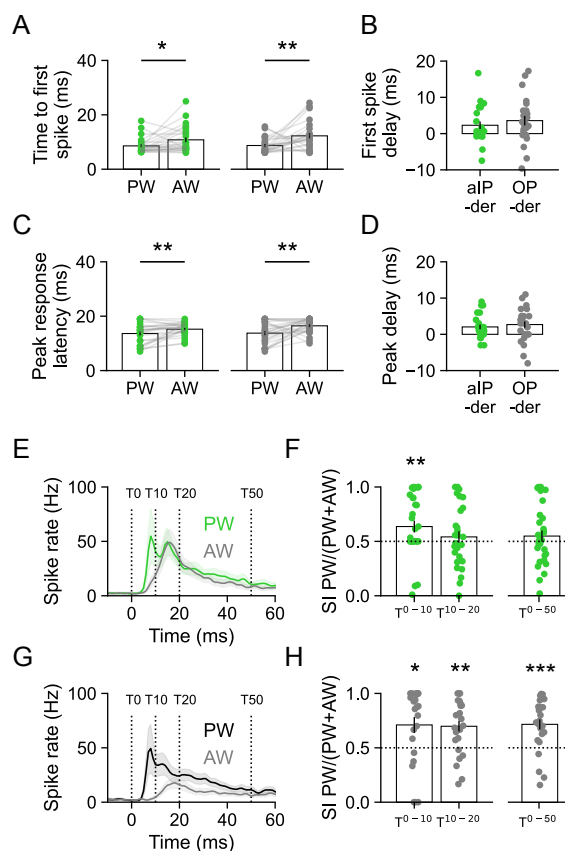 A
Time to first
spike (ms)
40
20
0
*
**
PW
AW
PW
AW
B
First spike
delay (ms)
20
10
0
−10
aIP
-der
OP
-der
C
Peak response
latency (ms)
40
20
0
**
**
PW
AW
PW
AW
D
Peak delay (ms)
20
10
0
−10
aIP
-der
OP
-der
E
Spike rate (Hz)
100
50
0
T0
T10
T20
T50
PW
AW
0
20
40
60
Time (ms)
F
SI PW/(PW+AW)
1.0
0.5
0.0
**
T0−10
T10−20
T0−50
G
Spike rate (Hz)
100
50
0
T0
T10
T20
T50
PW
AW
0
20
40
60
Time (ms)
H
SI PW/(PW+AW)
1.0
0.5
0.0
*
**
***
T0−10
T10−20
T0−50